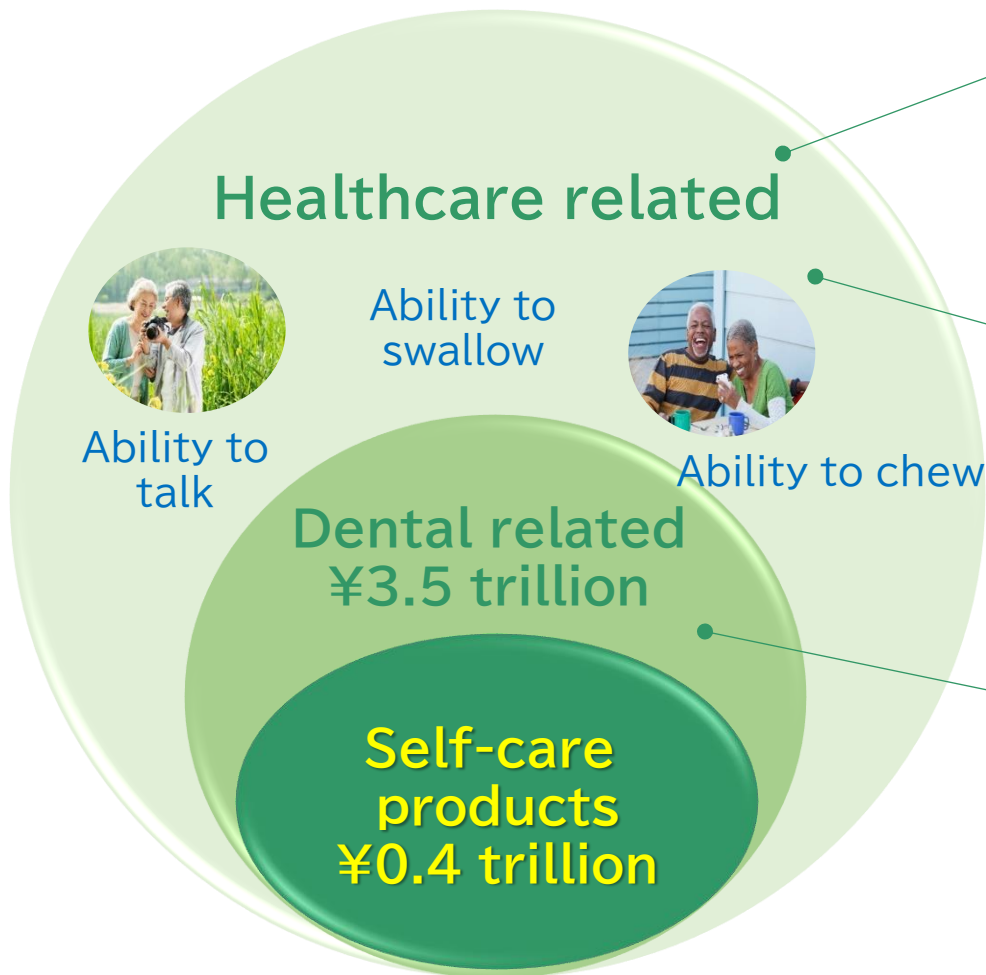 Healthcare related
Ability to
swallow
Ability to
talk
Ability to chew
Dental related
¥3.5 trillion
Self-care
products
¥0.4 trillion